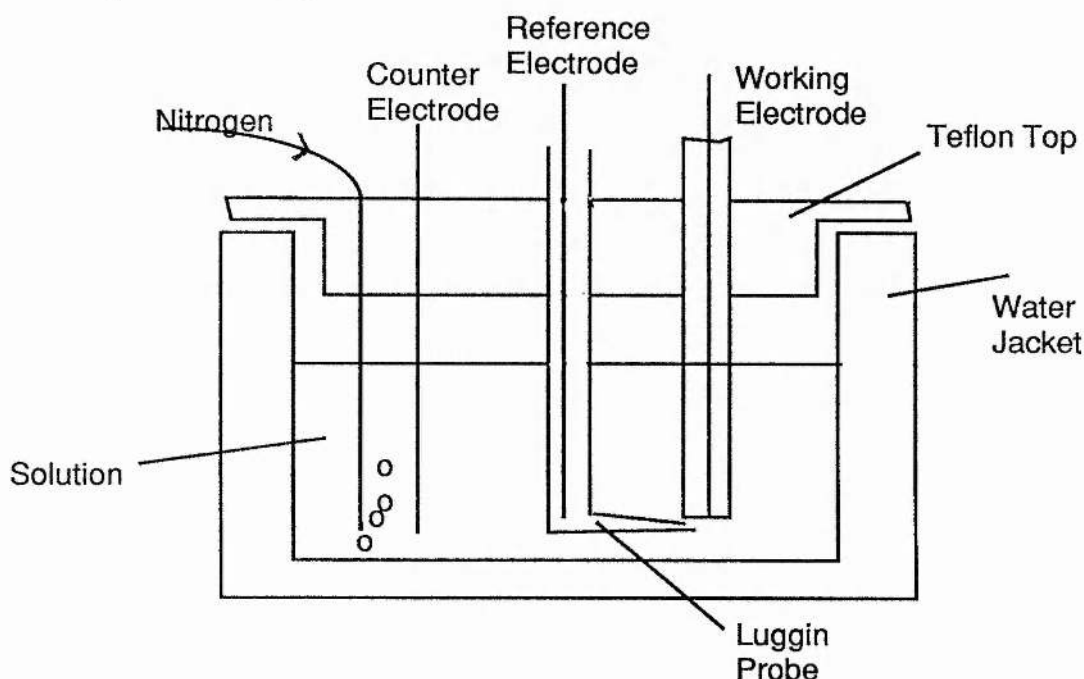 Reference
Electrode
Counter
Electrode
Working
Electrode
Nitrogen
Teflon Top
Water
Jacket
Solution
Luggin
Probe